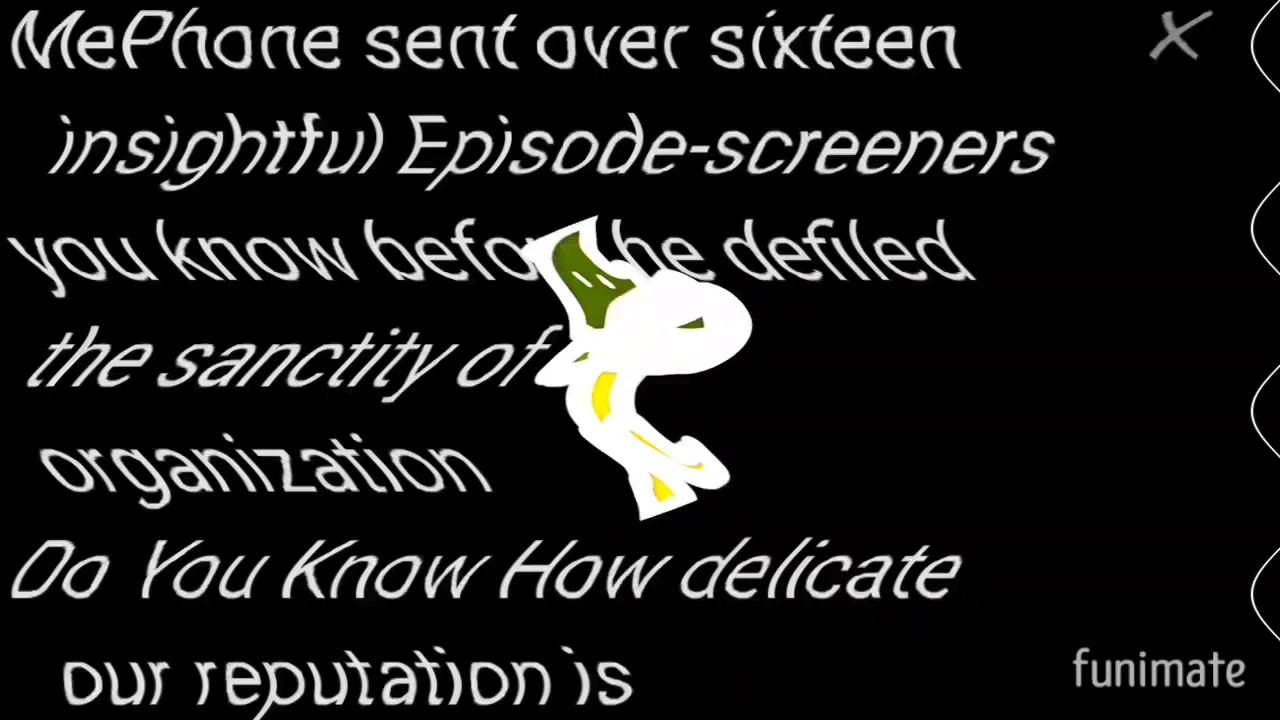 MePhone sent over sixteen
insightful Episode-screeners
you know before he defiled
the sanctity of
organization
Do You Know How delicate
our reputation is
funimate